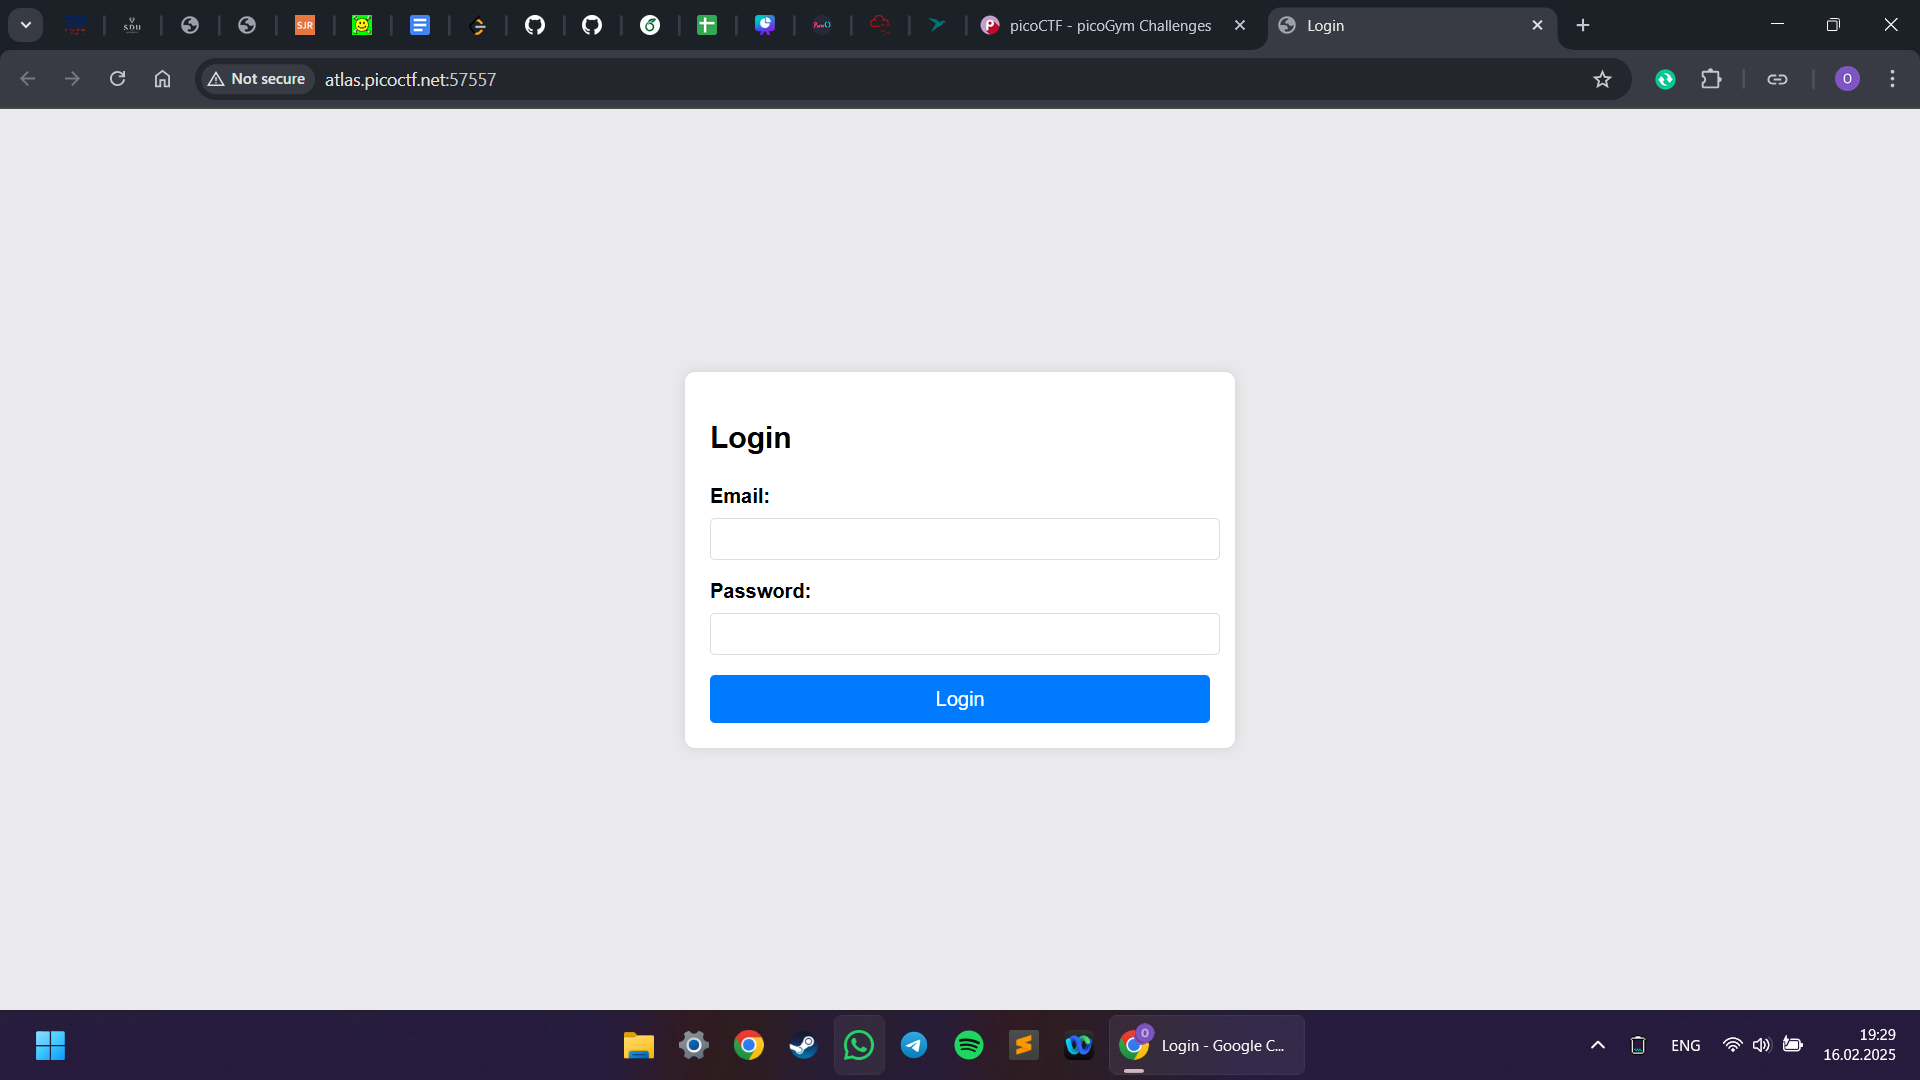 SJR
picoCTF - picoGym Challenges
Login
Not secure
atlas.picoctf.net:57557
O
Login
Email:
Password:
Login
Login - Google C...
ENG
19:29
16.02.2025